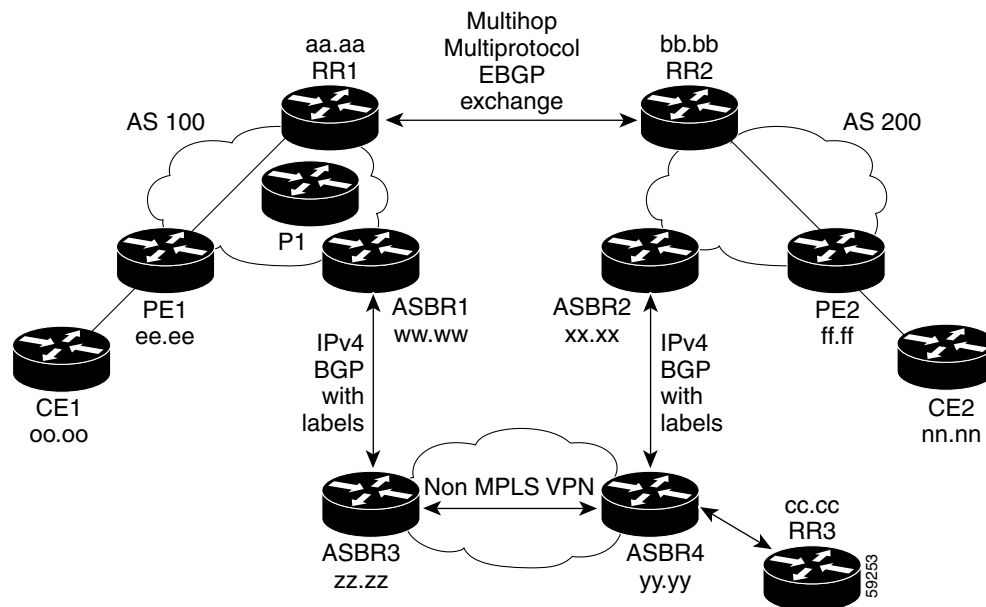 Multihop
Multiprotocol
EBGP
exchange
aa.aa
RR1
bb.bb
RR2
AS 100
AS 200
P1
PE1
ee.ee
ASBR1
ww.ww
ASBR2
xx.xx
PE2
ff.ff
IPv4
BGP
with
labels
IPv4
BGP
with
labels
CE1
oo.oo
CE2
nn.nn
Non MPLS VPN
ASBR3
zz.zz
ASBR4
yy.yy
cc.cc
RR3
59253